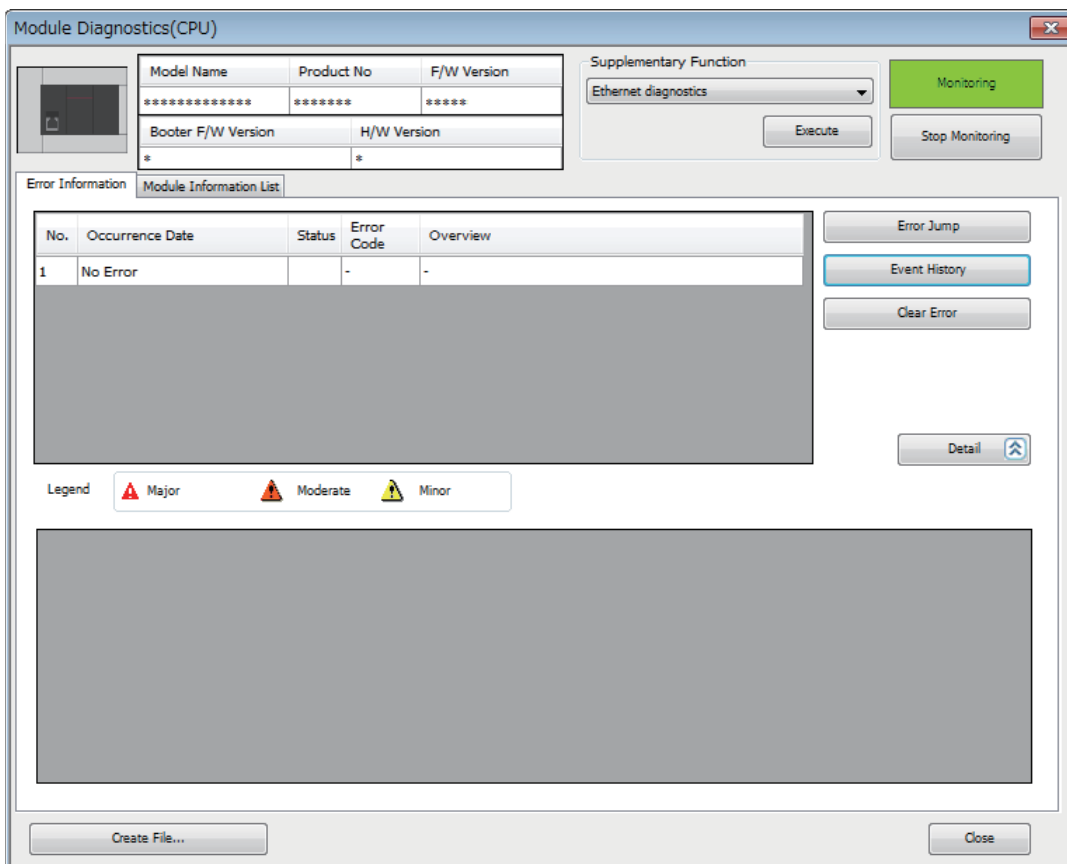 Module Diagnostics(CPU)
Model Name Product No F/W Version
************* ******* *****
Booter F/W Version H/W Version
* *
Supplementary Function
Ethernet diagnostics
Execute
Monitoring
Stop Monitoring
Error Information Module Information List
No. Occurrence Date Status Error Code Overview
1 No Error - -
Error Jump
Event History
Clear Error
Detail
Legend Major Moderate Minor
Create File... Close